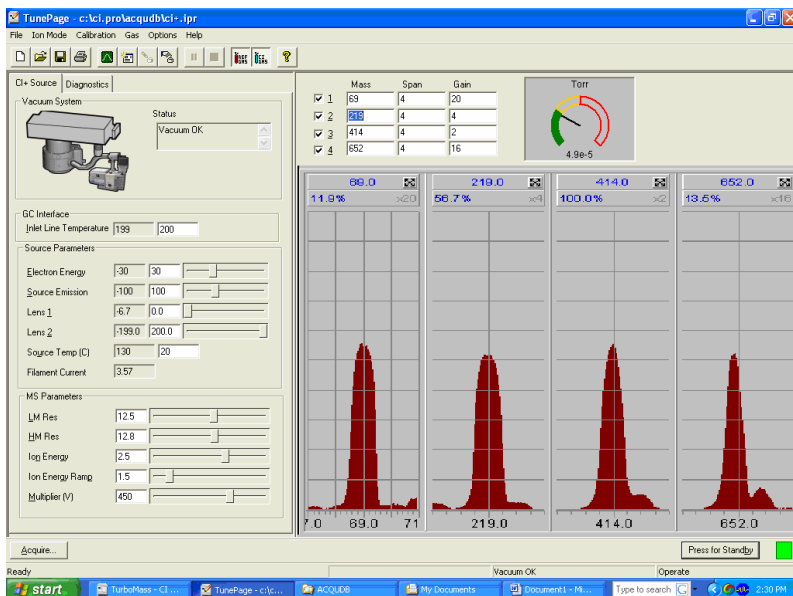 TunePage - c:\ci.pro\acqudb\ci+.ipr
File Ion Mode Calibration Gas Options Help
REF GAS CI GAS
CI+ Source Diagnostics
Vacuum System
Status
Vacuum OK
GC Interface
Inlet Line Temperature 199 200
Source Parameters
Electron Energy -30 30
Source Emission -100 100
Lens 1 -6.7 0.0
Lens 2 -199.0 200.0
Source Temp (C) 130 20
Filament Current 3.57
MS Parameters
LM Res 12.5
HM Res 12.8
Ion Energy 2.5
Ion Energy Ramp 1.5
Multiplier (V) 450
Mass Span Gain
1 69 4 20
2 219 4 4
3 414 4 2
4 652 4 16
Torr
4.9e-5
69.0 219.0 414.0 652.0
11.9% x20 56.7% x4 100.0% x2 13.5% x16
7.0 69.0 71 219.0 414.0 652.0
Acquire... Press for Standby
Ready Vacuum OK Operate
start TurboMass - CI ... TunePage - c:\c... ACQUDB My Documents Document1 - Mi... Type to search 2:30 PM